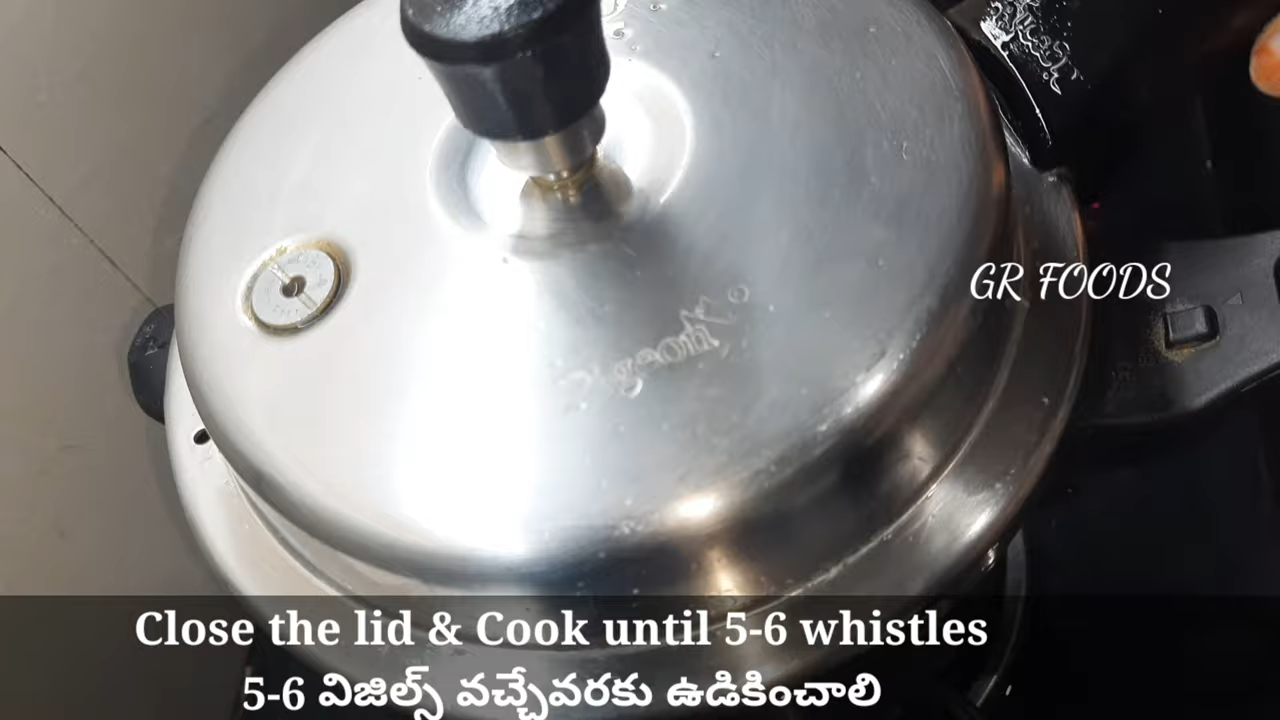 GR FOODS
Close the lid & Cook until 5-6 whistles
5-6 విజిల్స్ వచ్చేవరకు ఉడికించాలి